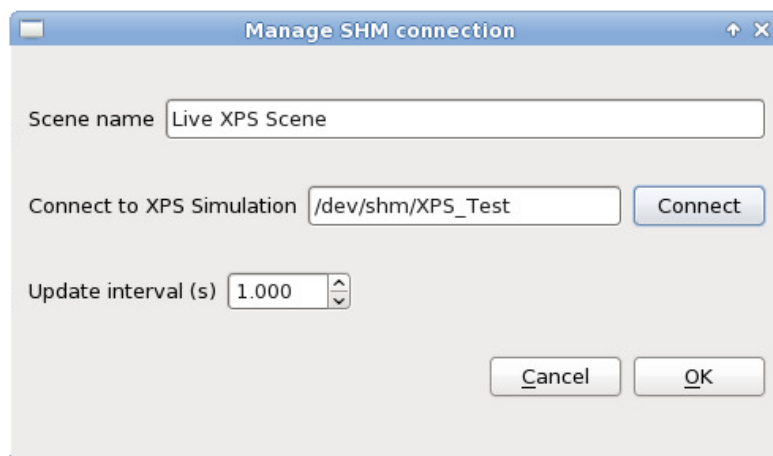 Manage SHM connection
Scene name Live XPS Scene
Connect to XPS Simulation /dev/shm/XPS_Test Connect
Update interval (s) 1.000
Cancel OK